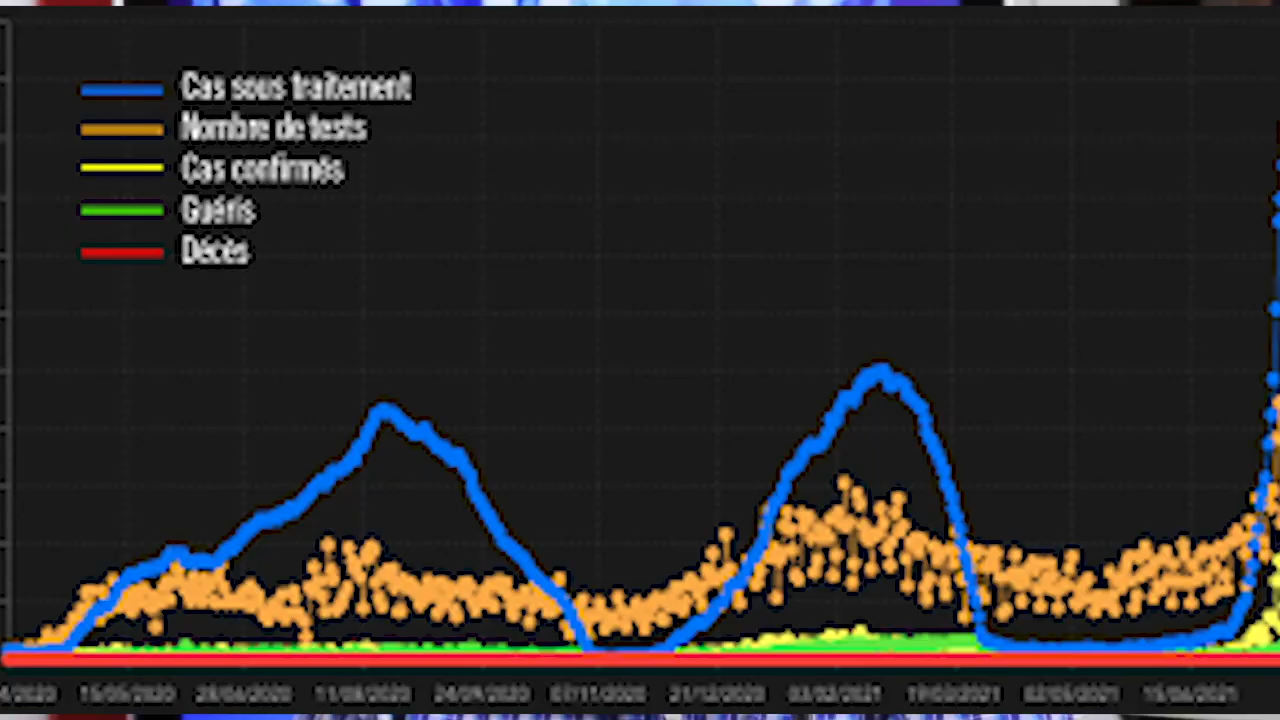 Cas sous traitement
Nombre de tests
Cas confirmés
Guéris
Décès
4/2020 15/05/2020 28/06/2020 11/08/2020 24/09/2020 07/11/2020 21/12/2020 03/02/2021 19/03/2021 02/05/2021 15/06/2021